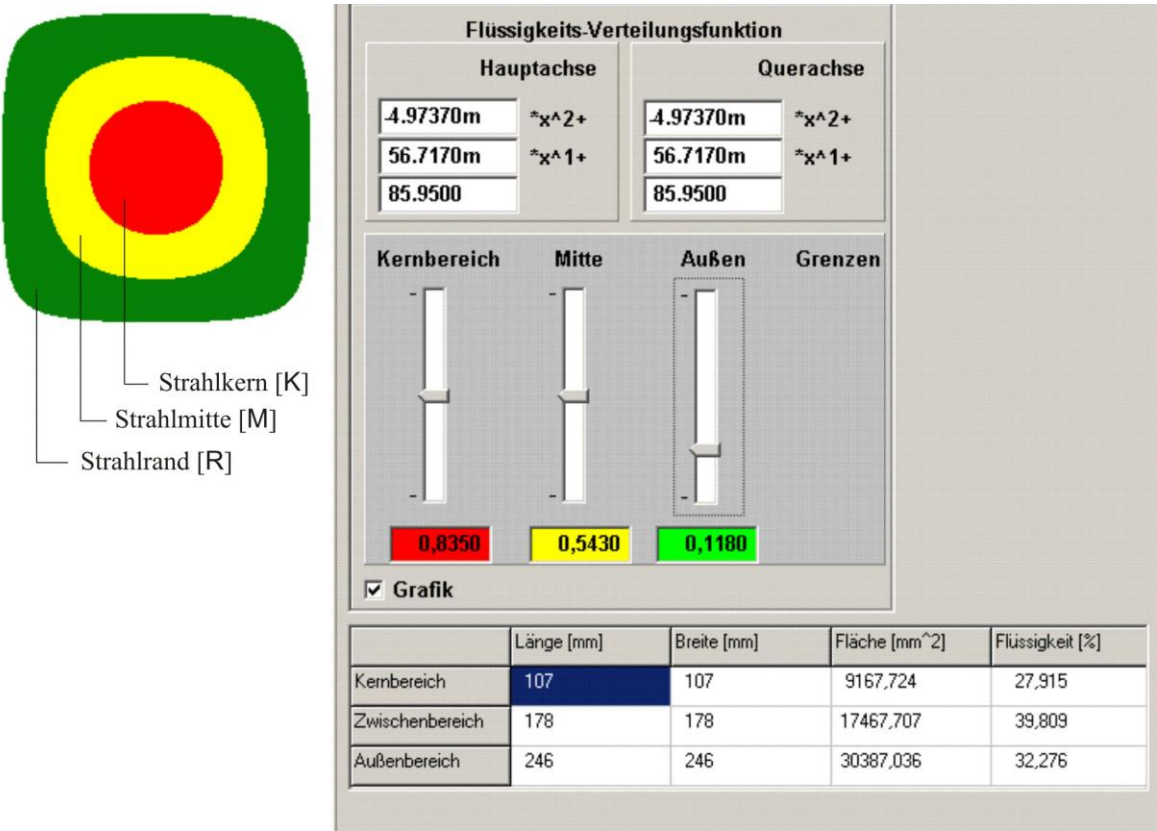 Strahlkern [K]
Strahlmitte [M]
Strahlrand [R]
Flüssigkeits-Verteilungsfunktion
Hauptachse Querachse
-4.97370m *x^2+ -4.97370m *x^2+
56.7170m *x^1+ 56.7170m *x^1+
85.9500 85.9500
Kernbereich Mitte Außen Grenzen
0,8350 0,5430 0,1180
Grafik
Länge [mm] Breite [mm] Fläche [mm^2] Flüssigkeit [%]
Kernbereich 107 107 9167,724 27,915
Zwischenbereich 178 178 17467,707 39,809
Außenbereich 246 246 30387,036 32,276